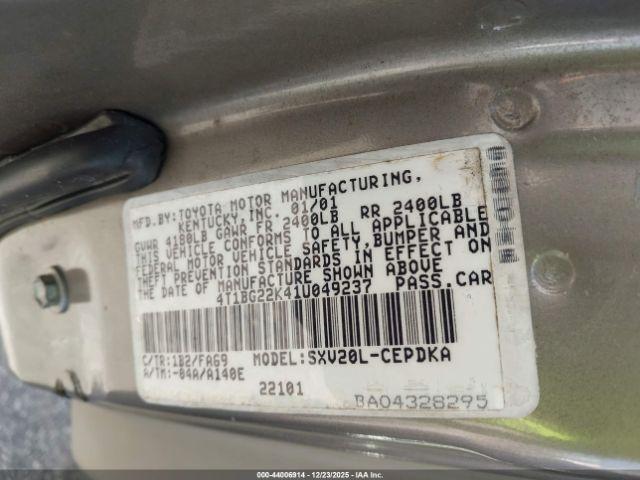 MFD.BY:TOYOTA MOTOR MANUFACTURING,
KENTUCKY,INC. 01/01
GVWR 4180LB GAWR FR 2400LB RR 2400LB
THIS VEHICLE CONFORMS TO ALL APPLICABLE
FEDERAL MOTOR VEHICLE SAFETY,BUMPER AND
THEFT PREVENTION STANDARDS IN EFFECT ON
THE DATE OF MANUFACTURE SHOWN ABOVE
4T1BG22K41U049237 PASS.CAR
C/TR:1B2/FA69 MODEL:SXV20L-CEPDKA
A/TM:-04A/A140E
22101
BA04328295
000-44006914 - 12/23/2025 - IAAI.COM